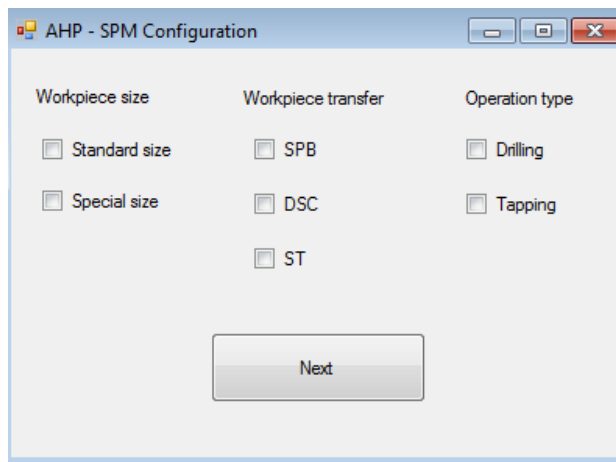 AHP - SPM Configuration
Workpiece size
Workpiece transfer
Operation type
Standard size
SPB
Drilling
Special size
DSC
Tapping
ST
Next